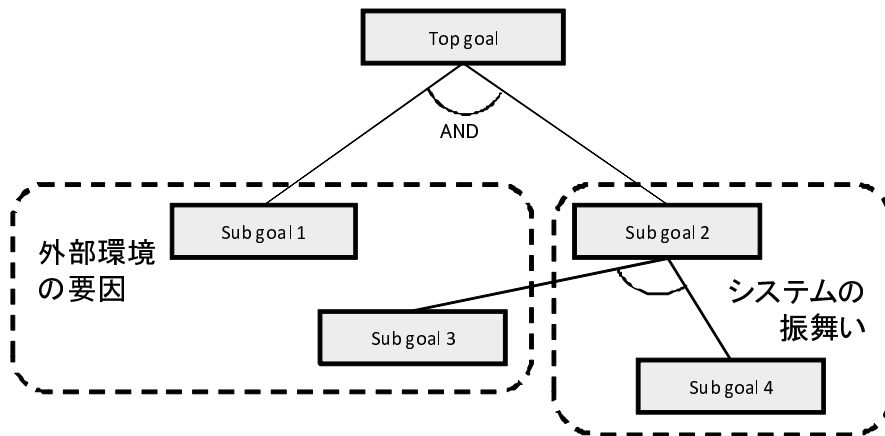 Top goal
AND
Sub goal 1
Sub goal 2
外部環境
の要因
システムの
振舞い
Sub goal 3
Sub goal 4